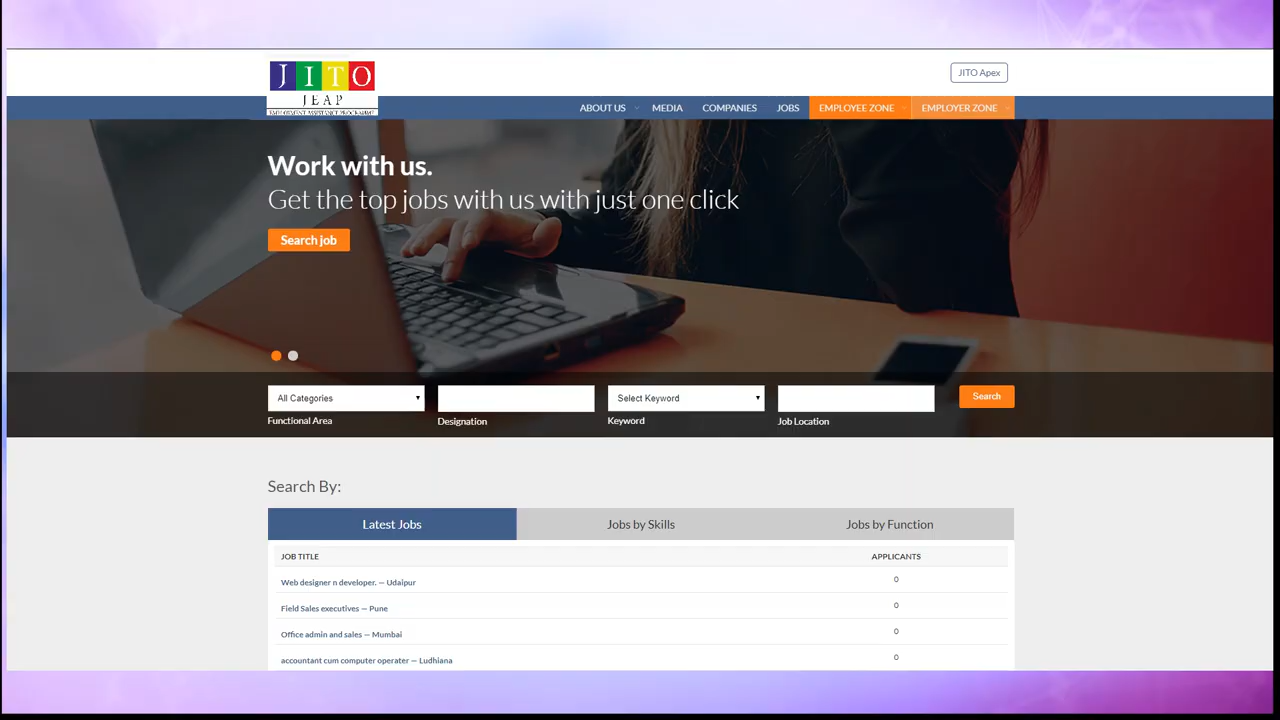 JITO
JITO Apex
JEAP
ABOUT US
MEDIA
COMPANIES
JOBS
EMPLOYEE ZONE
EMPLOYER ZONE
Work with us.
Get the top jobs with us with just one click
Search job
All Categories
Select Keyword
Search
Functional Area
Designation
Keyword
Job Location
Search By:
Latest Jobs
Jobs by Skills
Jobs by Function
JOB TITLE
APPLICANTS
Web designer n developer. — Udaipur
0
Field Sales executives — Pune
0
Office admin and sales — Mumbai
0
accountant cum computer operater — Ludhiana
0